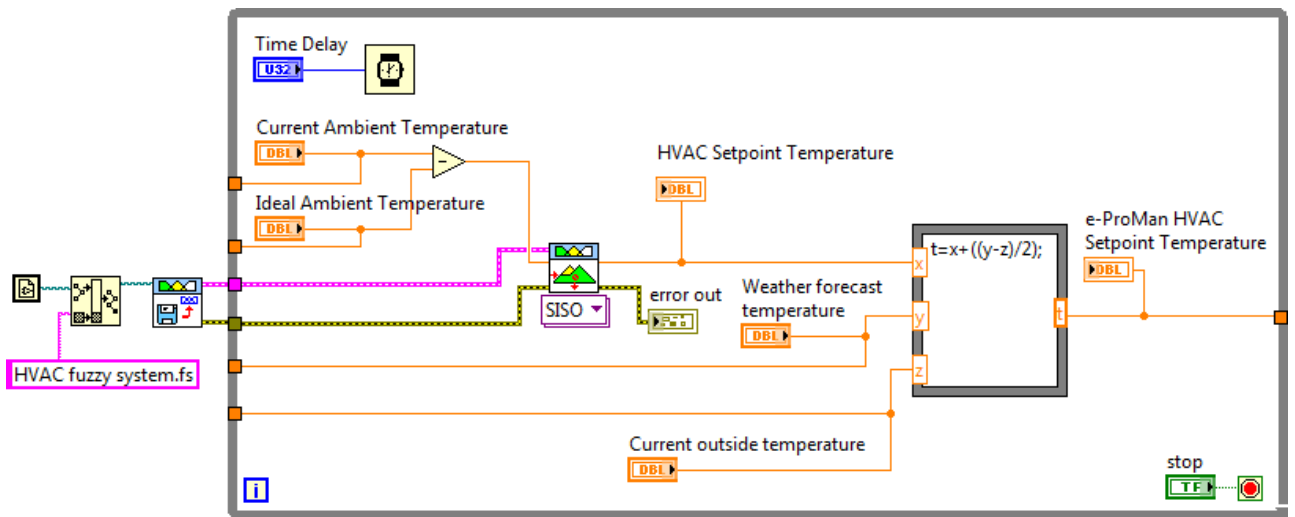 Time Delay
U32
Current Ambient Temperature
DBL
HVAC Setpoint Temperature
DBL
Ideal Ambient Temperature
DBL
e-ProMan HVAC
Setpoint Temperature
DBL
t=x+((y-z)/2);
x
SISO
error out
Weather forecast
temperature
DBL
y
t
z
HVAC fuzzy system.fs
Current outside temperature
DBL
stop
TF
i